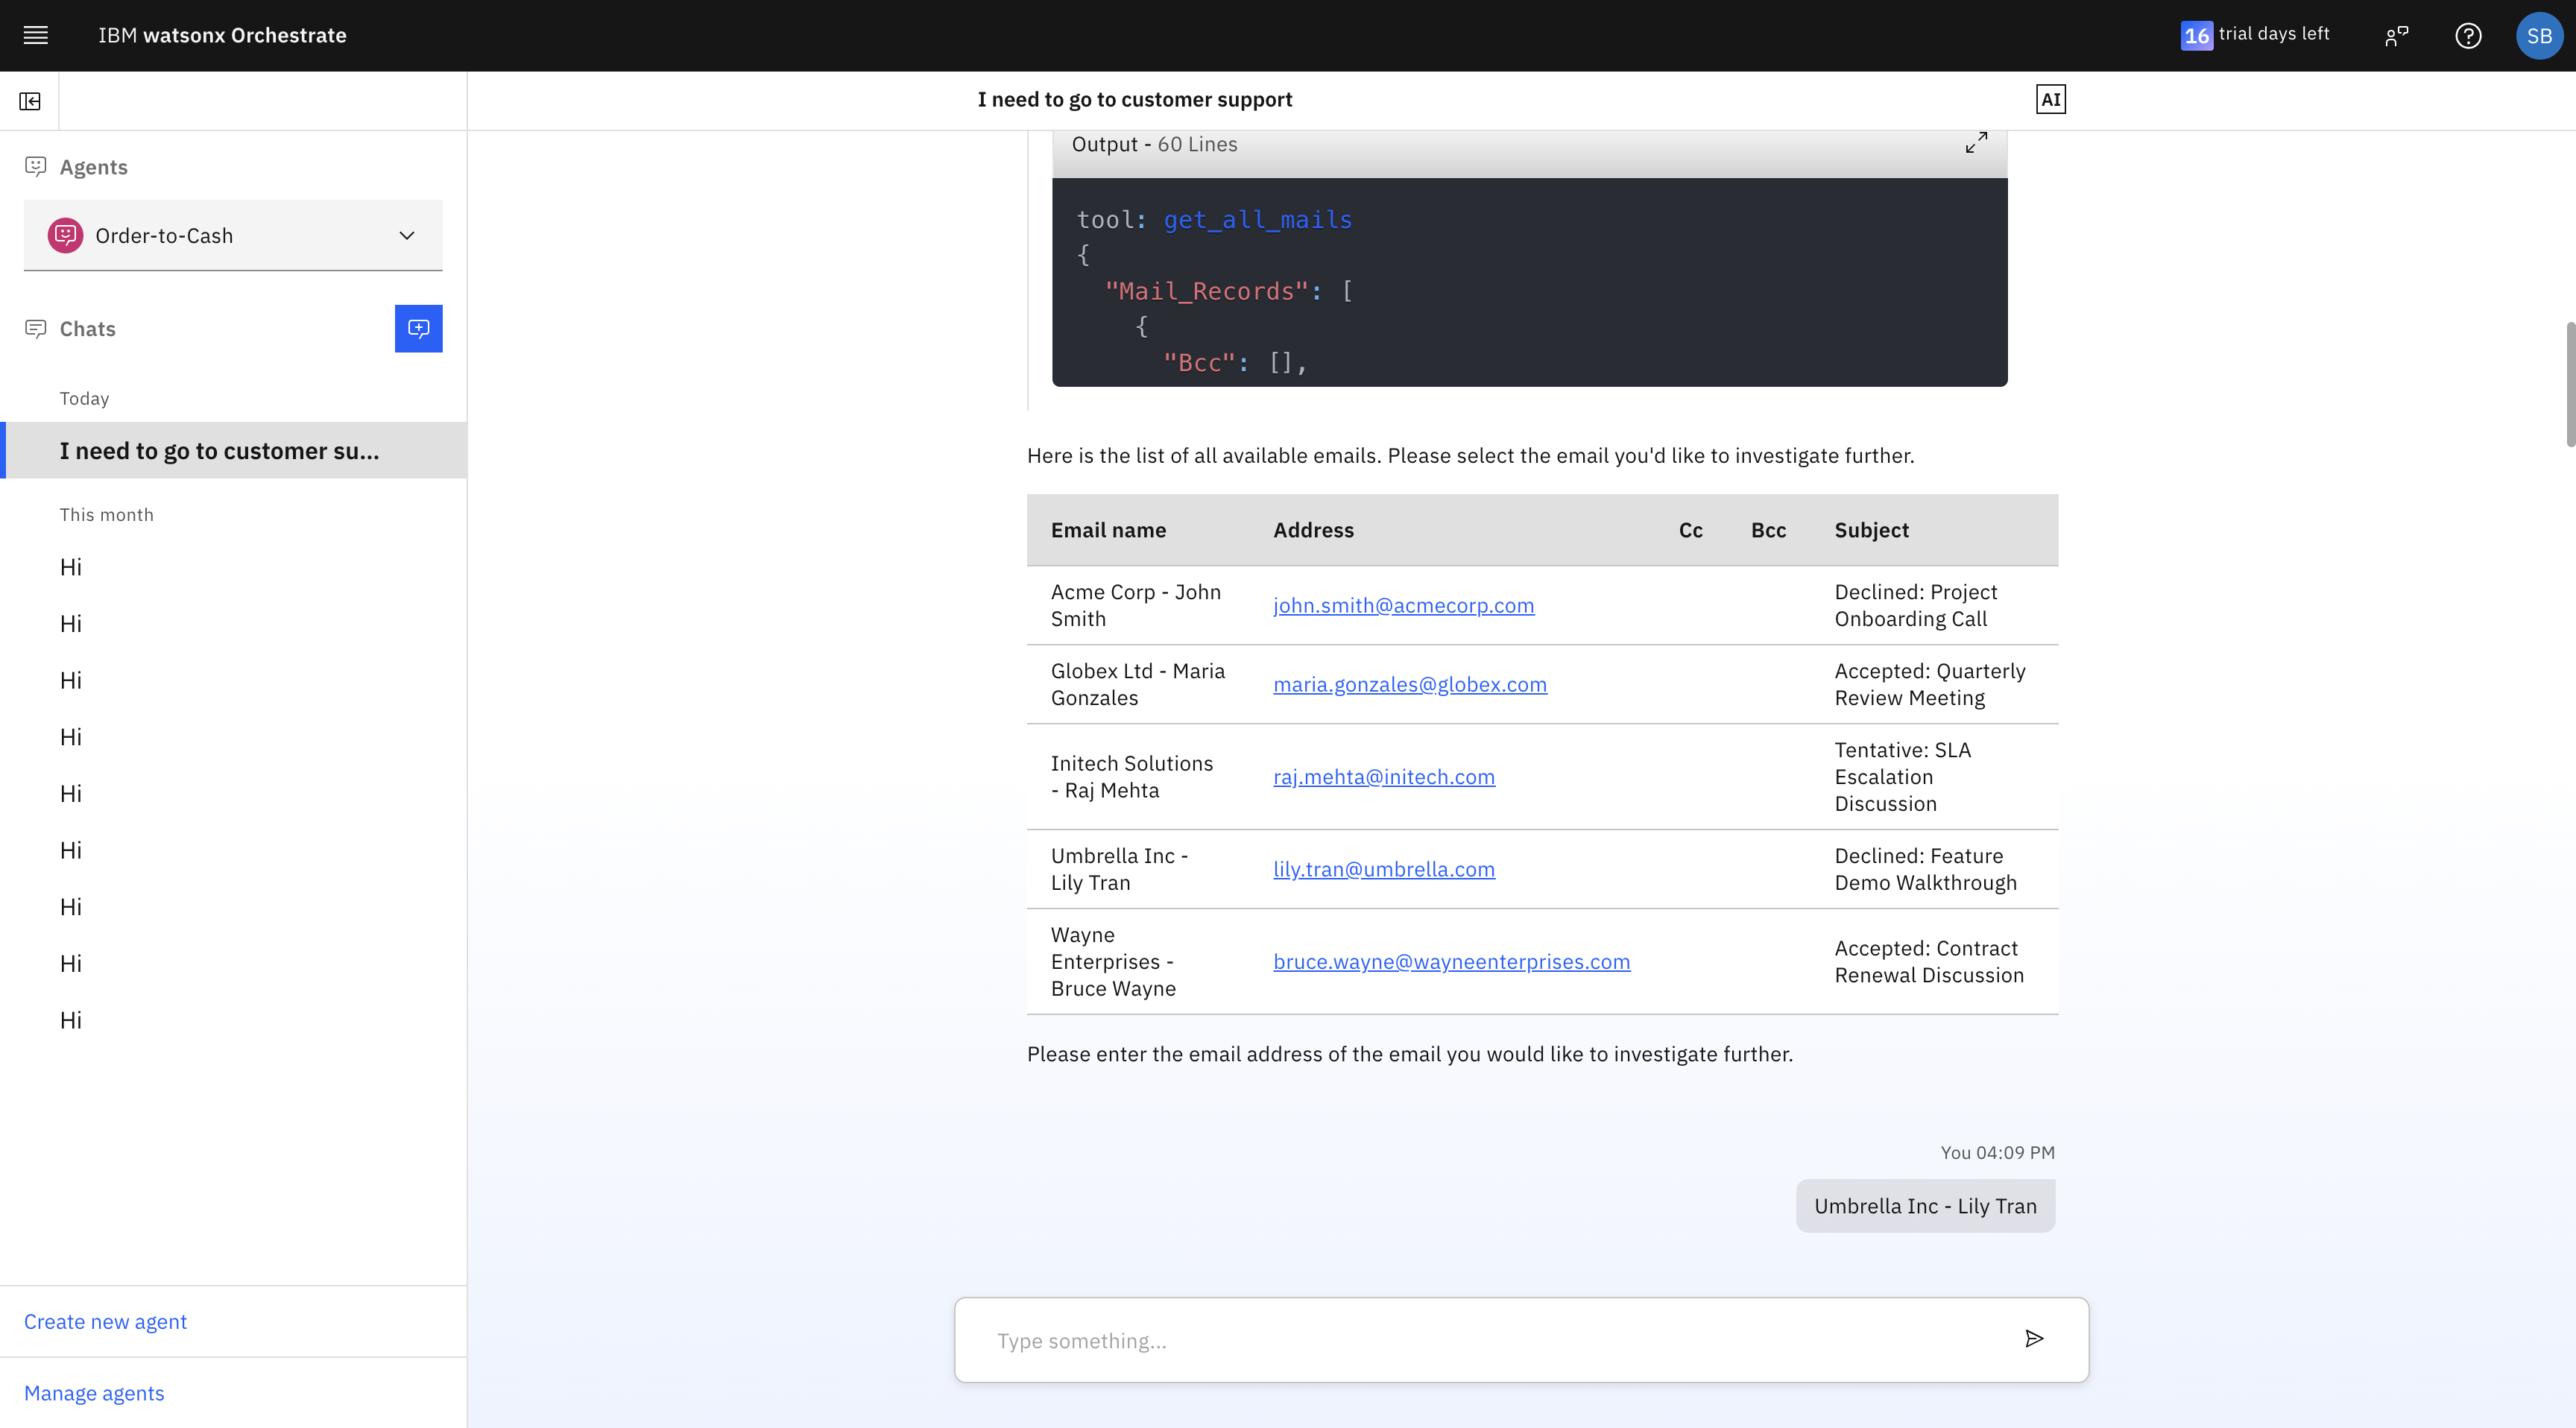 IBM watsonx Orchestrate
16 trial days left
SB
I need to go to customer support
AI
Agents
Order-to-Cash
Chats
Today
I need to go to customer su...
This month
Hi
Hi
Hi
Hi
Hi
Hi
Hi
Hi
Hi
Create new agent
Manage agents
Output - 60 Lines
tool: get_all_mails
{
"Mail_Records": [
{
"Bcc": [],
Here is the list of all available emails. Please select the email you'd like to investigate further.
Email name Address Cc Bcc Subject
Acme Corp - John
Smith
john.smith@acmecorp.com
Declined: Project
Onboarding Call
Globex Ltd - Maria
Gonzales
maria.gonzales@globex.com
Accepted: Quarterly
Review Meeting
Initech Solutions
- Raj Mehta
raj.mehta@initech.com
Tentative: SLA
Escalation
Discussion
Umbrella Inc -
Lily Tran
lily.tran@umbrella.com
Declined: Feature
Demo Walkthrough
Wayne
Enterprises -
Bruce Wayne
bruce.wayne@wayneenterprises.com
Accepted: Contract
Renewal Discussion
Please enter the email address of the email you would like to investigate further.
You 04:09 PM
Umbrella Inc - Lily Tran
Type something...